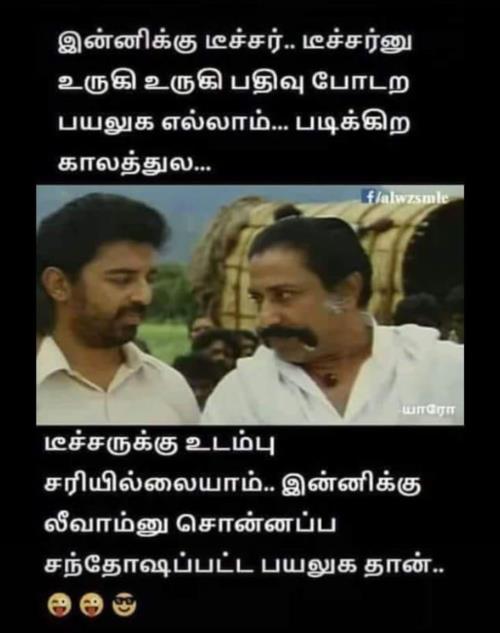 இன்னிக்கு டீச்சர்.. டீச்சர்னு
உருகி உருகி பதிவு போடற
பயலுக எல்லாம்... படிக்கிற
காலத்துல...
f/alwzsmle
-யாரோ
டீச்சருக்கு உடம்பு
சரியில்லையாம்.. இன்னிக்கு
லீவாம்னு சொன்னப்ப
சந்தோஷப்பட்ட பயலுக தான்..
😜😜😎